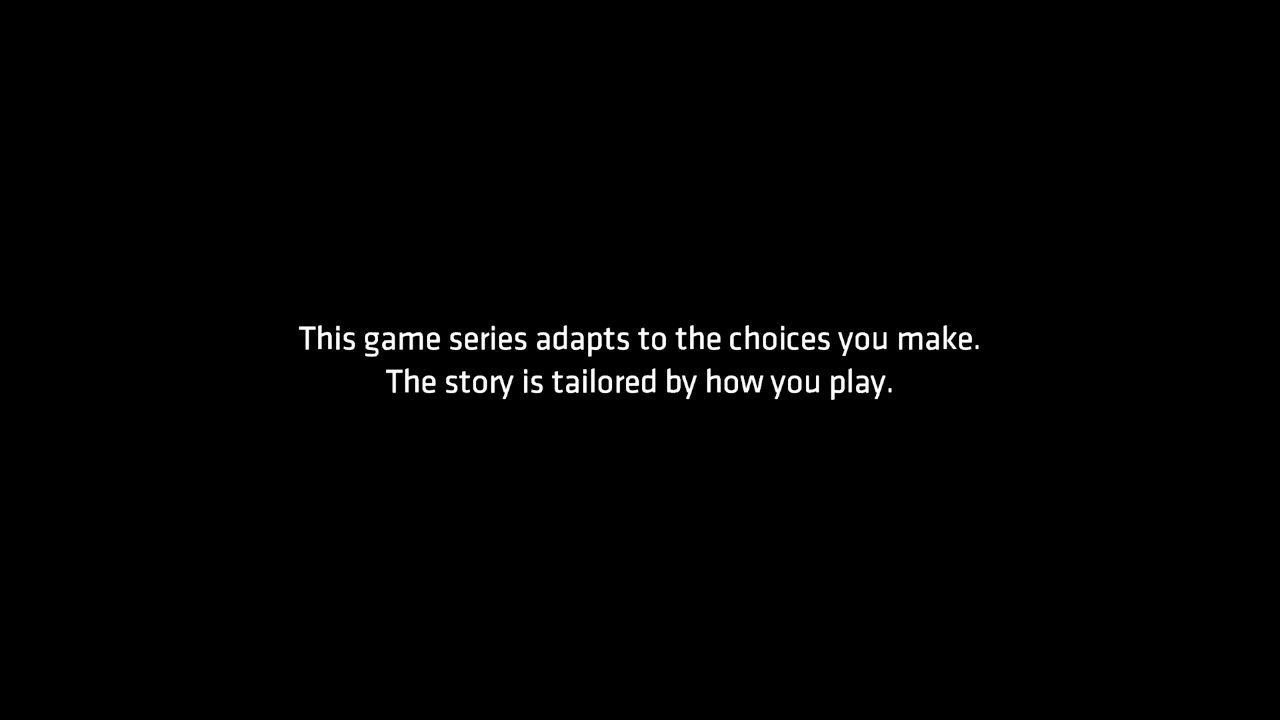 This game series adapts to the choices you make.
The story is tailored by how you play.